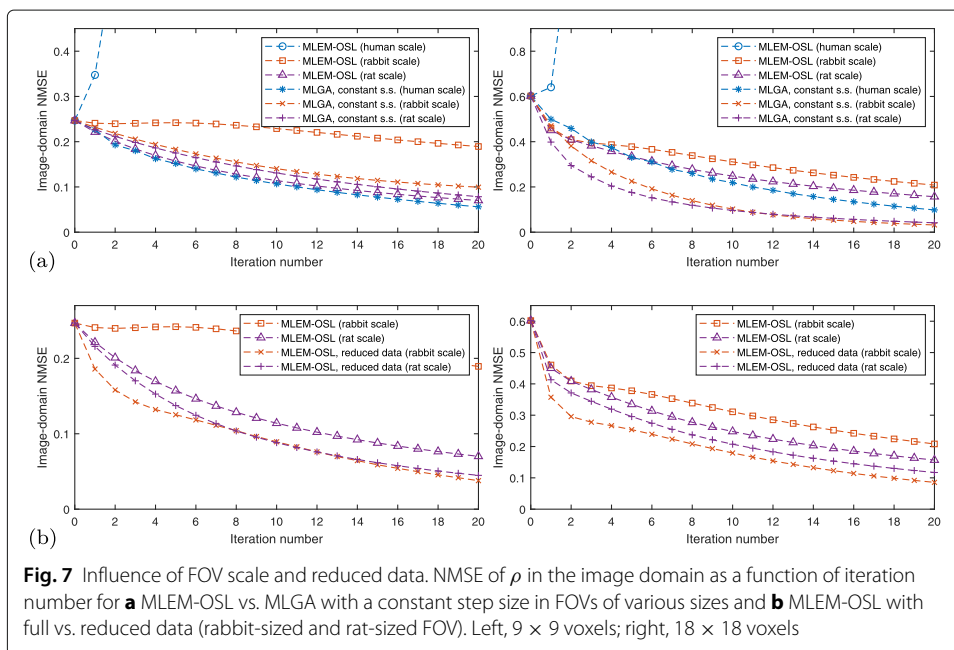 0.4
0.3
0.2
0.1
0
Image-domain NMSE
MLEM-OSL (human scale)
MLEM-OSL (rabbit scale)
MLEM-OSL (rat scale)
MLGA, constant s.s. (human scale)
MLGA, constant s.s. (rabbit scale)
MLGA, constant s.s. (rat scale)
0 2 4 6 8 10 12 14 16 18 20
Iteration number
(a)
0.8
0.6
0.4
0.2
0
Image-domain NMSE
MLEM-OSL (human scale)
MLEM-OSL (rabbit scale)
MLEM-OSL (rat scale)
MLGA, constant s.s. (human scale)
MLGA, constant s.s. (rabbit scale)
MLGA, constant s.s. (rat scale)
0 2 4 6 8 10 12 14 16 18 20
Iteration number
0.2
0.1
0
Image-domain NMSE
MLEM-OSL (rabbit scale)
MLEM-OSL (rat scale)
MLEM-OSL, reduced data (rabbit scale)
MLEM-OSL, reduced data (rat scale)
0 2 4 6 8 10 12 14 16 18 20
Iteration number
(b)
0.6
0.5
0.4
0.3
0.2
0.1
0
Image-domain NMSE
MLEM-OSL (rabbit scale)
MLEM-OSL (rat scale)
MLEM-OSL, reduced data (rabbit scale)
MLEM-OSL, reduced data (rat scale)
0 2 4 6 8 10 12 14 16 18 20
Iteration number
Fig. 7 Influence of FOV scale and reduced data. NMSE of ρ in the image domain as a function of iteration
number for a MLEM-OSL vs. MLGA with a constant step size in FOVs of various sizes and b MLEM-OSL with
full vs. reduced data (rabbit-sized and rat-sized FOV). Left, 9 × 9 voxels; right, 18 × 18 voxels